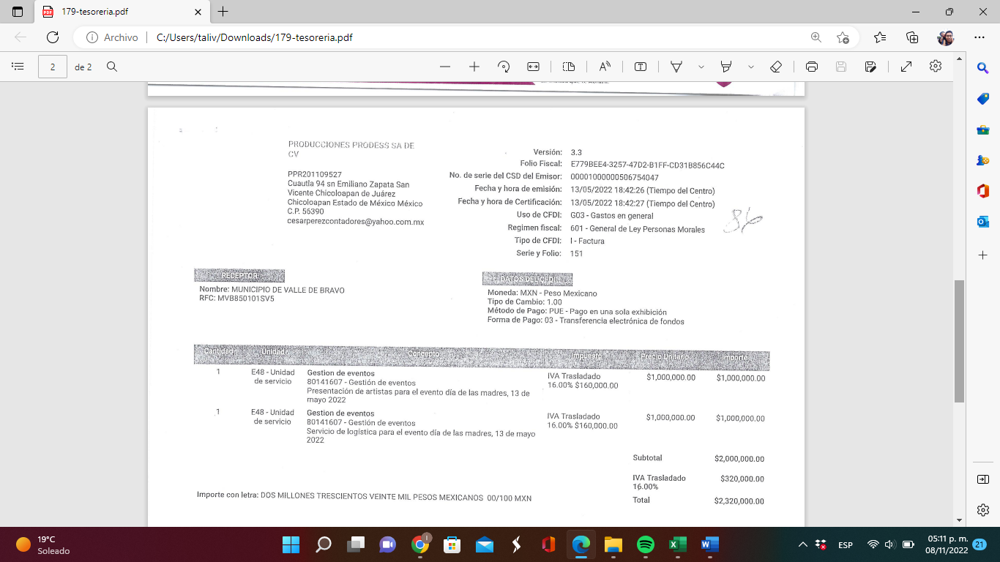 179-tesoreria.pdf
Archivo
C:/Users/taliv/Downloads/179-tesoreria.pdf
2
de 2
PRODUCCIONES PRODESS SA DE
CV
PPR201109527
Cuautla 94 sn Emiliano Zapata San
Vicente Chicoloapan de Juárez
Chicoloapan Estado de México México
C.P. 56390
cesarperezcontadores@yahoo.com.mx
Versión: 3.3
Folio Fiscal: E779BEE4-3257-47D2-B1FF-CD31B856C44C
No. de serie del CSD del Emisor: 00001000000506754047
Fecha y hora de emisión: 13/05/2022 18:42:26 (Tiempo del Centro)
Fecha y hora de Certificación: 13/05/2022 18:42:27 (Tiempo del Centro)
Uso de CFDI: G03 - Gastos en general
Regimen fiscal: 601 - General de Ley Personas Morales
Tipo de CFDI: I - Factura
Serie y Folio: 151
RECEPTOR
Nombre: MUNICIPIO DE VALLE DE BRAVO
RFC: MVB850101SV5
DATOS DEL CFDI
Moneda: MXN - Peso Mexicano
Tipo de Cambio: 1.00
Método de Pago: PUE - Pago en una sola exhibición
Forma de Pago: 03 - Transferencia electrónica de fondos
Cantidad Unidad Concepto Impuesto Precio Unitario Importe
1 E48 - Unidad Gestion de eventos IVA Trasladado $1,000,000.00 $1,000,000.00
de servicio 80141607 - Gestión de eventos 16.00% $160,000.00
Presentación de artistas para el evento día de las madres, 13 de
mayo 2022
1 E48 - Unidad Gestion de eventos IVA Trasladado $1,000,000.00 $1,000,000.00
de servicio 80141607 - Gestión de eventos 16.00% $160,000.00
Servicio de logística para el evento día de las madres, 13 de mayo
2022
Subtotal $2,000,000.00
IVA Trasladado $320,000.00
16.00%
Importe con letra: DOS MILLONES TRESCIENTOS VEINTE MIL PESOS MEXICANOS 00/100 MXN
Total $2,320,000.00
19°C
Soleado
ESP
05:11 p. m.
08/11/2022
21